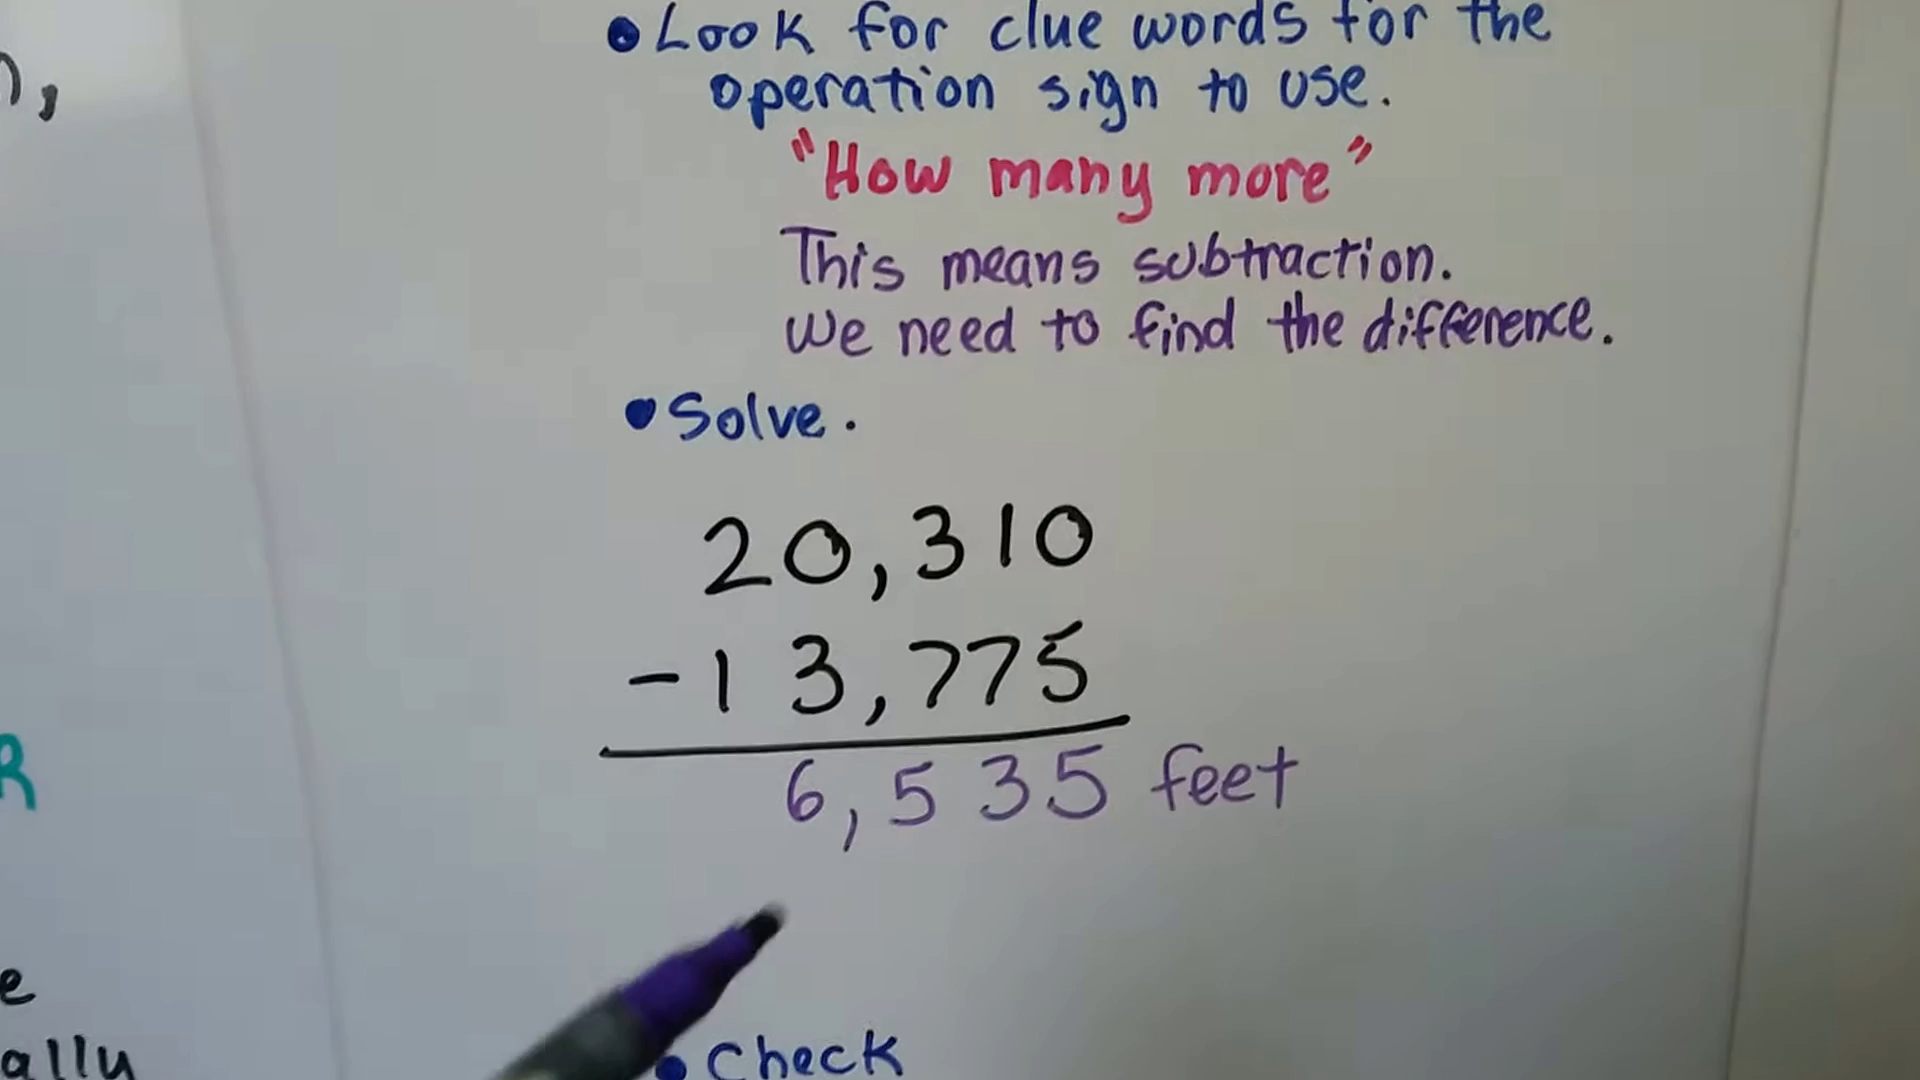 • Look for clue words for the
operation sign to use.
"How many more"
This means subtraction.
We need to find the difference.
• Solve.
20,310
- 13,775
6,535 feet
• Check